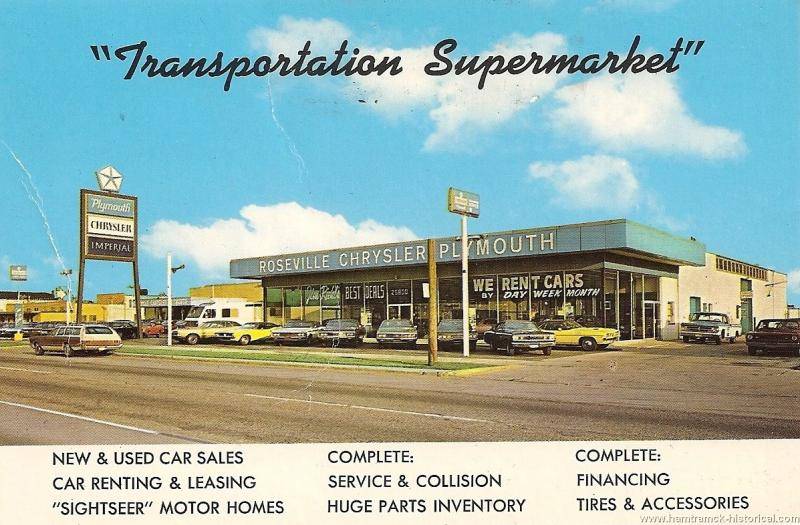 "Transportation Supermarket"
Plymouth
CHRYSLER
IMPERIAL
ROSEVILLE CHRYSLER PLYMOUTH
BEST DEALS
25800
WE RENT CARS
BY DAY WEEK MONTH
NEW & USED CAR SALES
CAR RENTING & LEASING
"SIGHTSEER" MOTOR HOMES
COMPLETE:
SERVICE & COLLISION
HUGE PARTS INVENTORY
COMPLETE:
FINANCING
TIRES & ACCESSORIES
www.hamtramck-historical.com